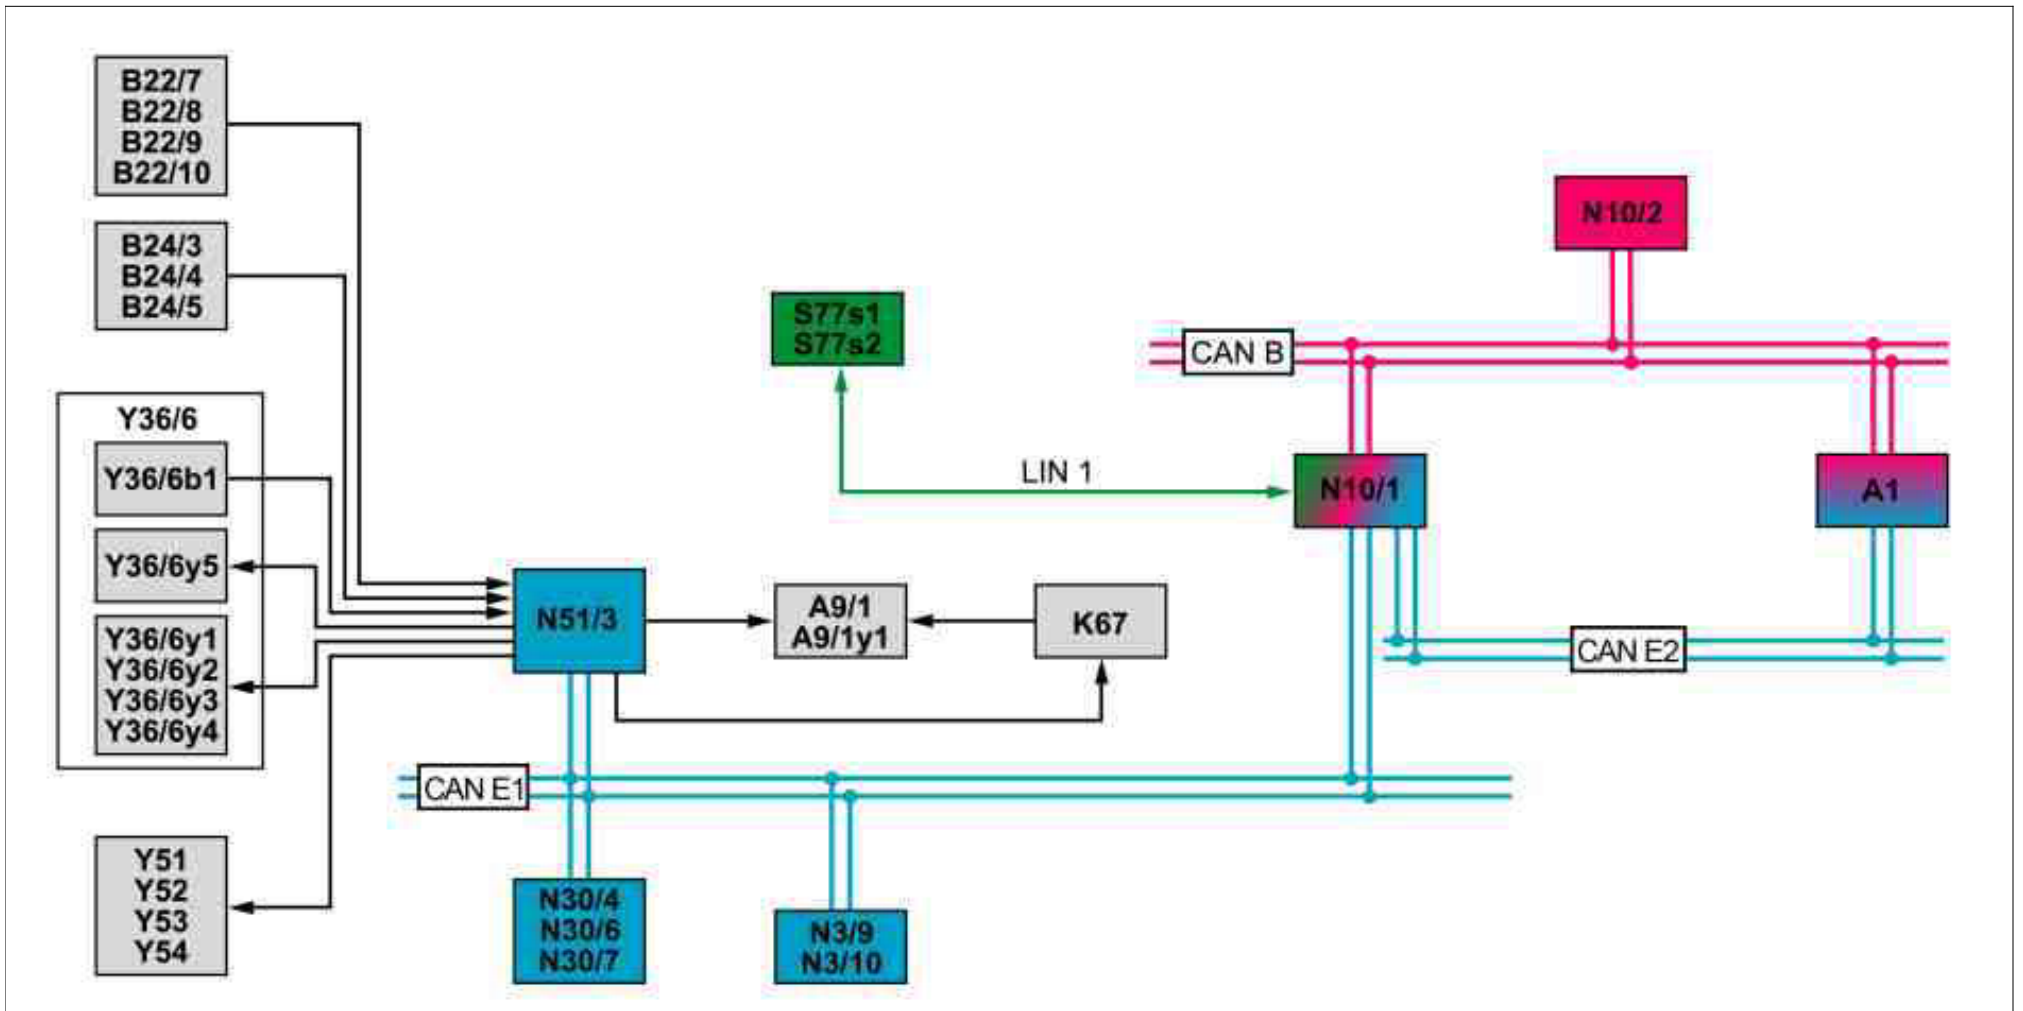 B22/7
B22/8
B22/9
B22/10
B24/3
B24/4
B24/5
Y36/6
Y36/6b1
Y36/6y5
Y36/6y1
Y36/6y2
Y36/6y3
Y36/6y4
Y51
Y52
Y53
Y54
N51/3
A9/1
A9/1y1
K67
S77s1
S77s2
LIN 1
CAN E1
N30/4
N30/6
N30/7
N3/9
N3/10
N10/2
CAN B
N10/1
A1
CAN E2